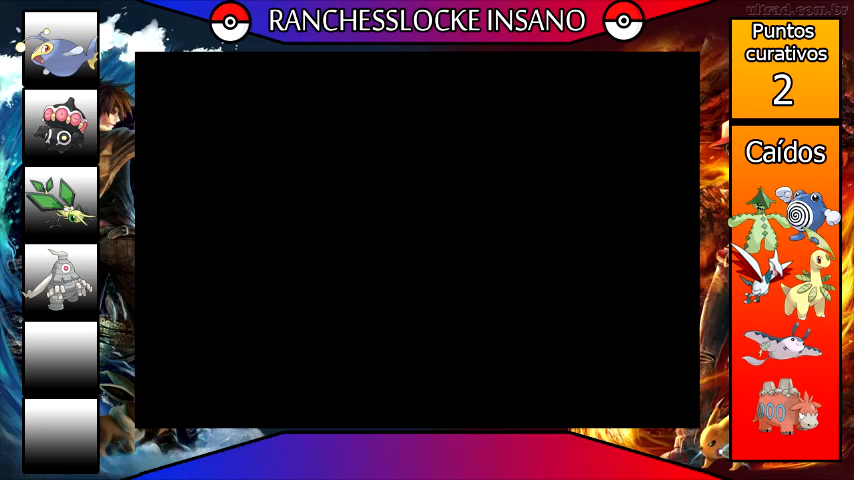 RANCHESSLOCKE INSANO
ultrad.com.br
Puntos
curativos
2
Caídos